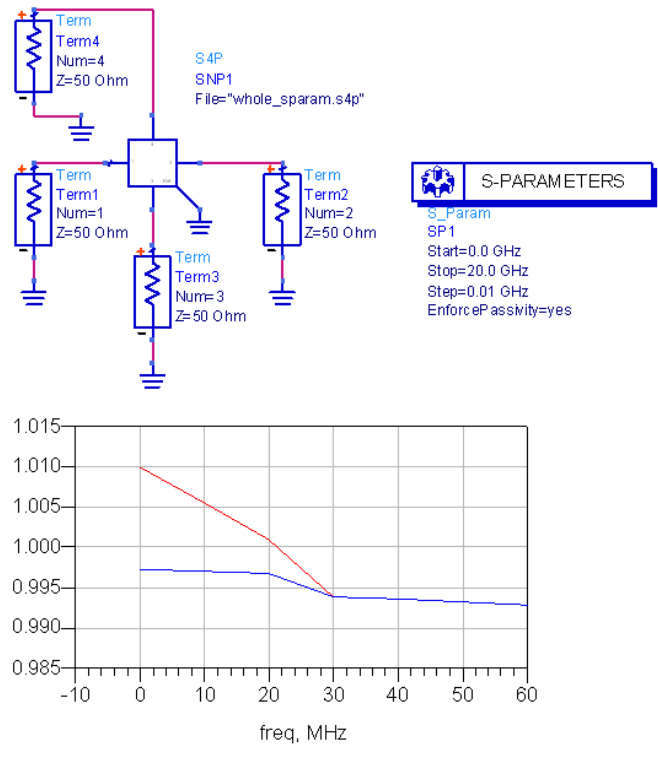 Term
Term4
Num=4
Z=50 Ohm
S4P
SNP1
File="whole_sparam.s4p"
Term
Term1
Num=1
Z=50 Ohm
Term
Term2
Num=2
Z=50 Ohm
Term
Term3
Num=3
Z=50 Ohm
S-PARAMETERS
S_Param
SP1
Start=0.0 GHz
Stop=20.0 GHz
Step=0.01 GHz
EnforcePassivity=yes
1.015
1.010
1.005
1.000
0.995
0.990
0.985
-10 0 10 20 30 40 50 60
freq, MHz